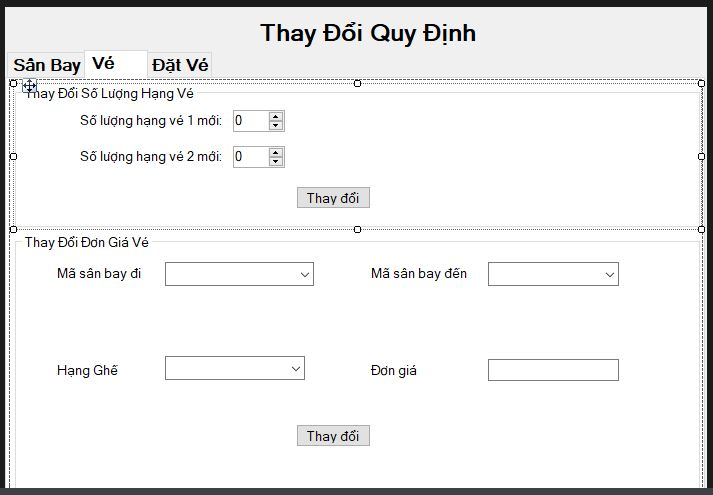 Thay Đổi Quy Định
Sân Bay Vé Đặt Vé
Thay Đổi Số Lượng Hạng Vé
Số lượng hạng vé 1 mới: 0
Số lượng hạng vé 2 mới: 0
Thay đổi
Thay Đổi Đơn Giá Vé
Mã sân bay đi Mã sân bay đến
Hạng Ghế Đơn giá
Thay đổi